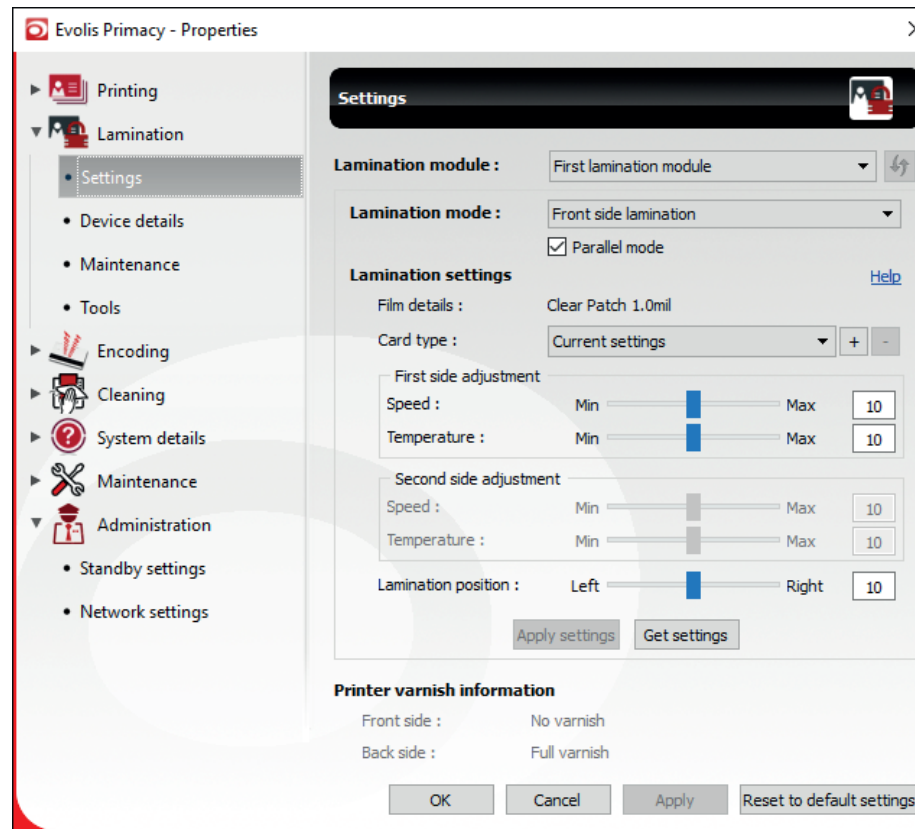 Evolis Primacy - Properties
Printing
Lamination
Settings
Device details
Maintenance
Tools
Encoding
Cleaning
System details
Maintenance
Administration
Standby settings
Network settings
Settings
Lamination module : First lamination module
Lamination mode : Front side lamination
Parallel mode
Lamination settings Help
Film details : Clear Patch 1.0mil
Card type : Current settings + -
First side adjustment
Speed : Min Max 10
Temperature : Min Max 10
Second side adjustment
Speed : Min Max 10
Temperature : Min Max 10
Lamination position : Left Right 10
Apply settings Get settings
Printer varnish information
Front side : No varnish
Back side : Full varnish
OK Cancel Apply Reset to default settings